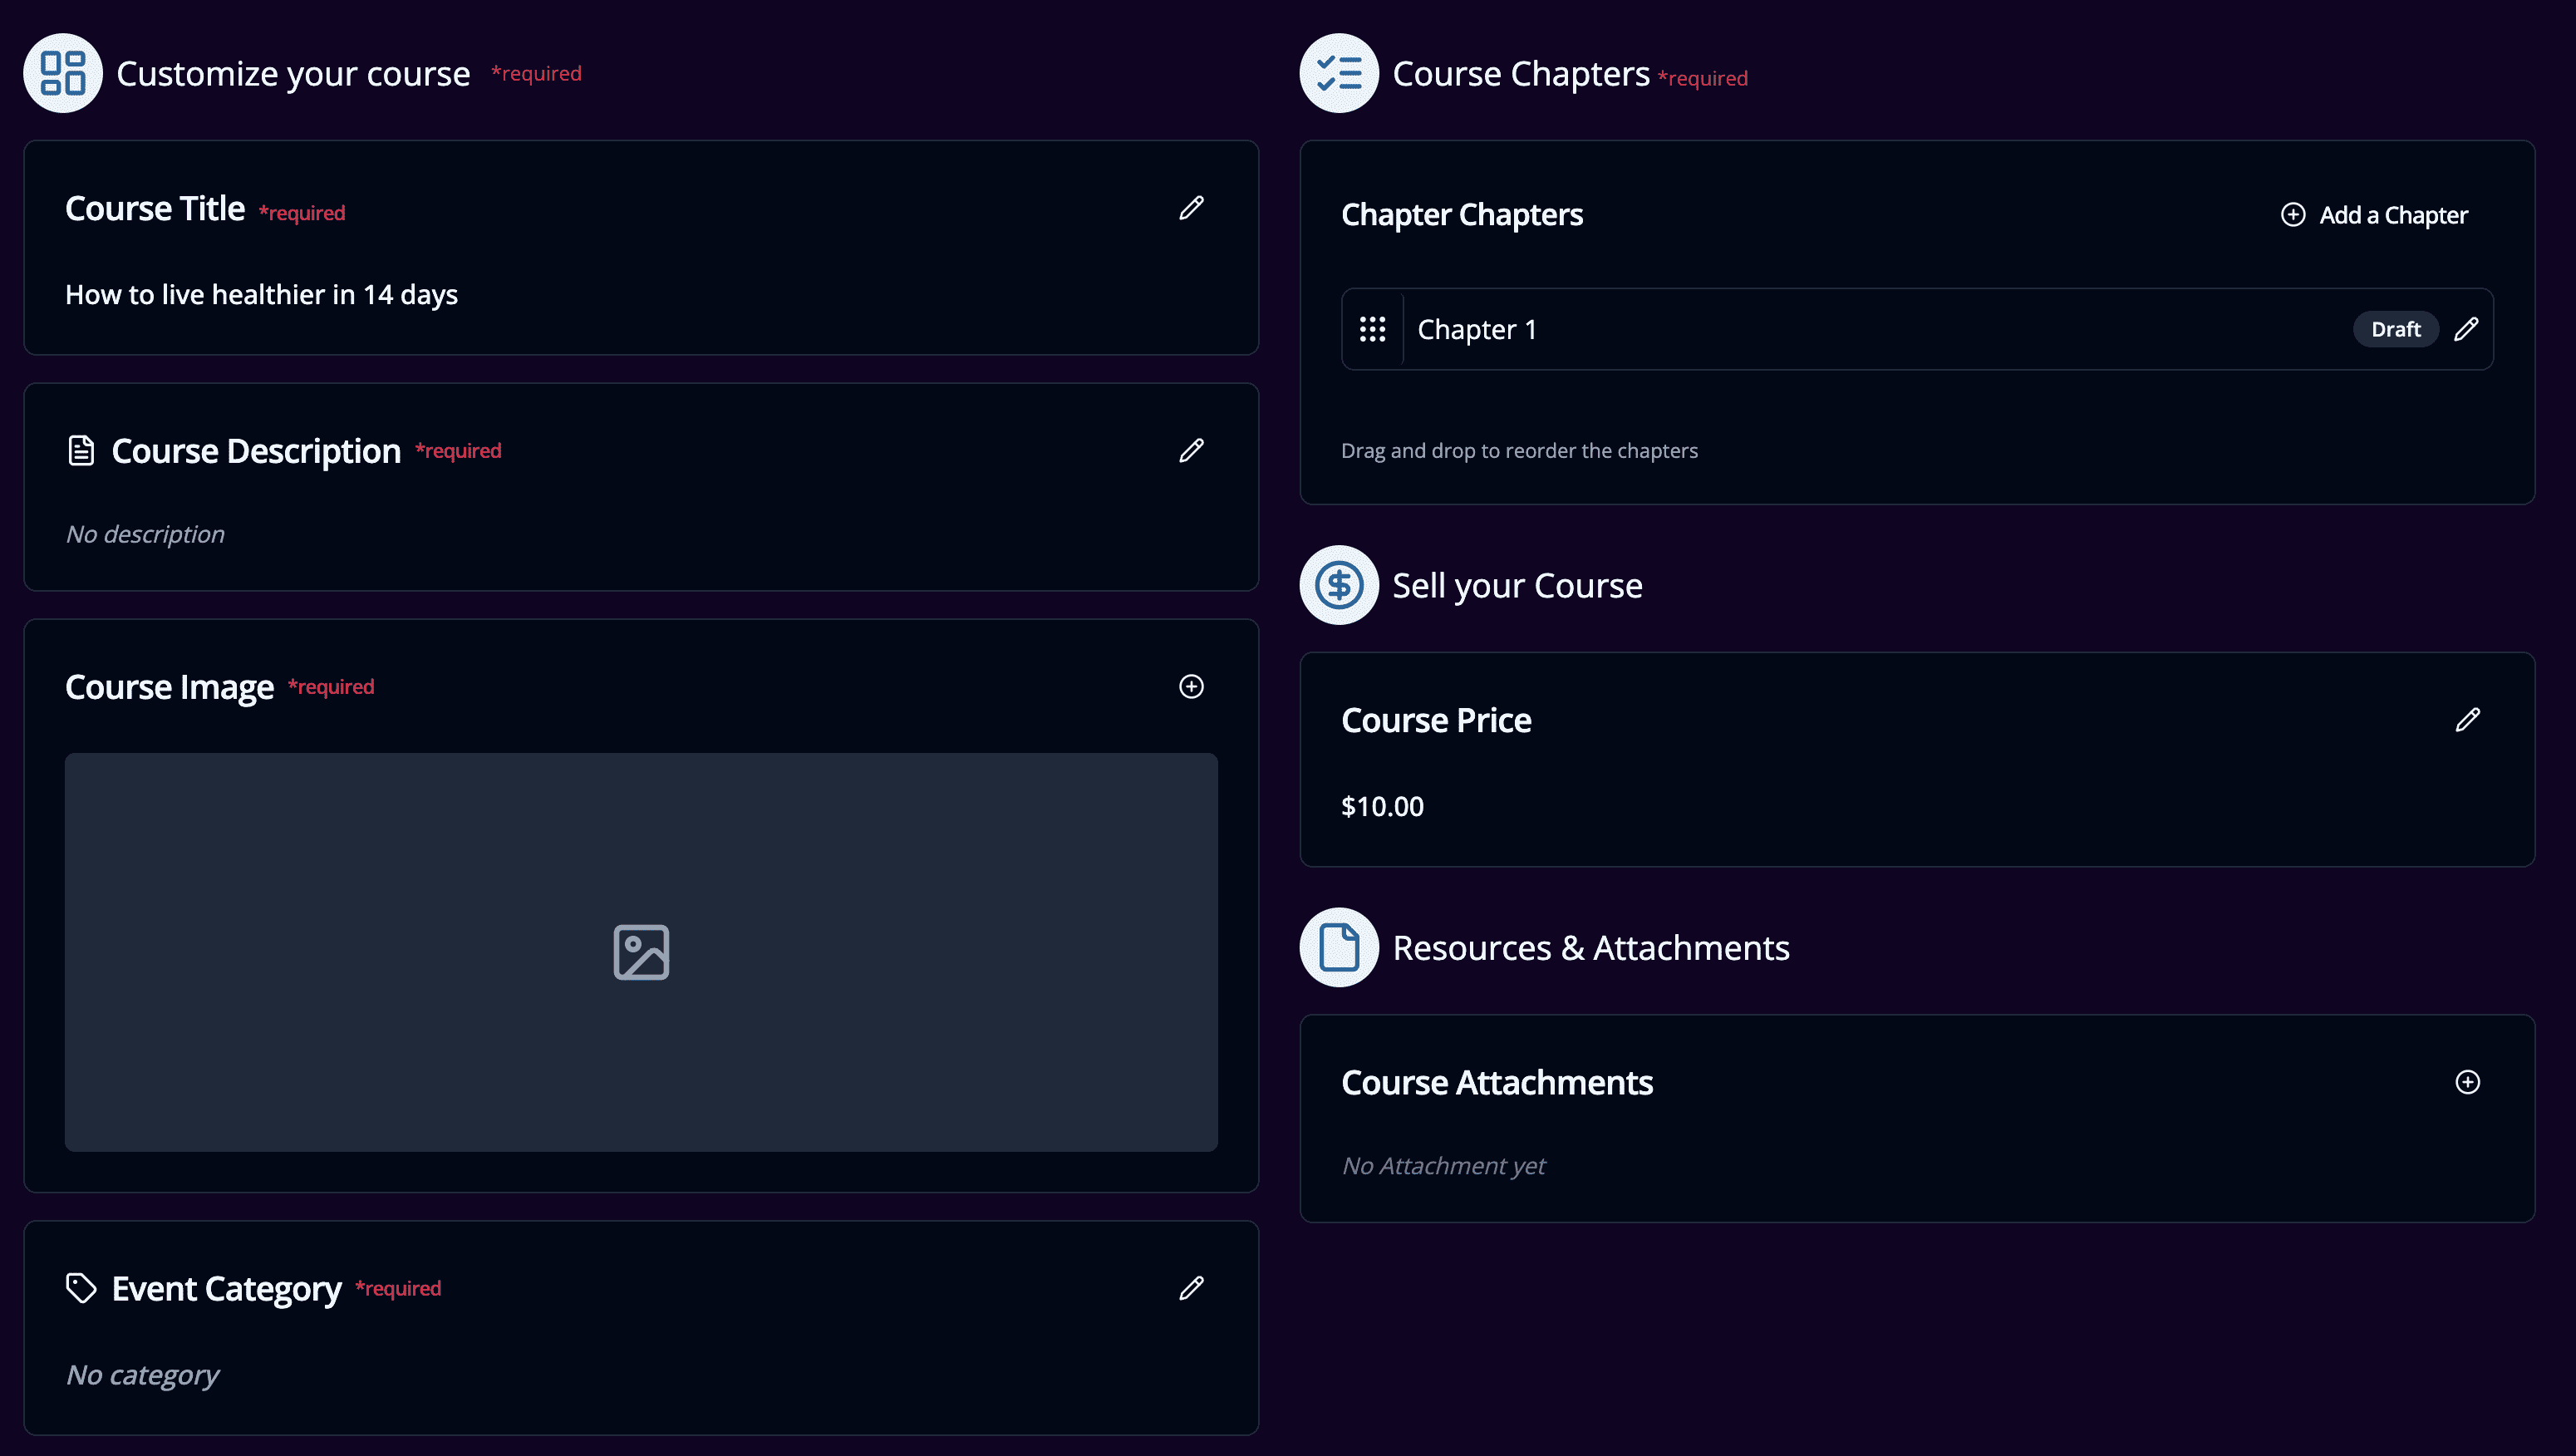 Customize your course *required
Course Title *required
How to live healthier in 14 days
Course Description *required
No description
Course Image *required
Event Category *required
No category
Course Chapters *required
Chapter Chapters
Add a Chapter
Chapter 1
Draft
Drag and drop to reorder the chapters
Sell your Course
Course Price
$10.00
Resources & Attachments
Course Attachments
No Attachment yet